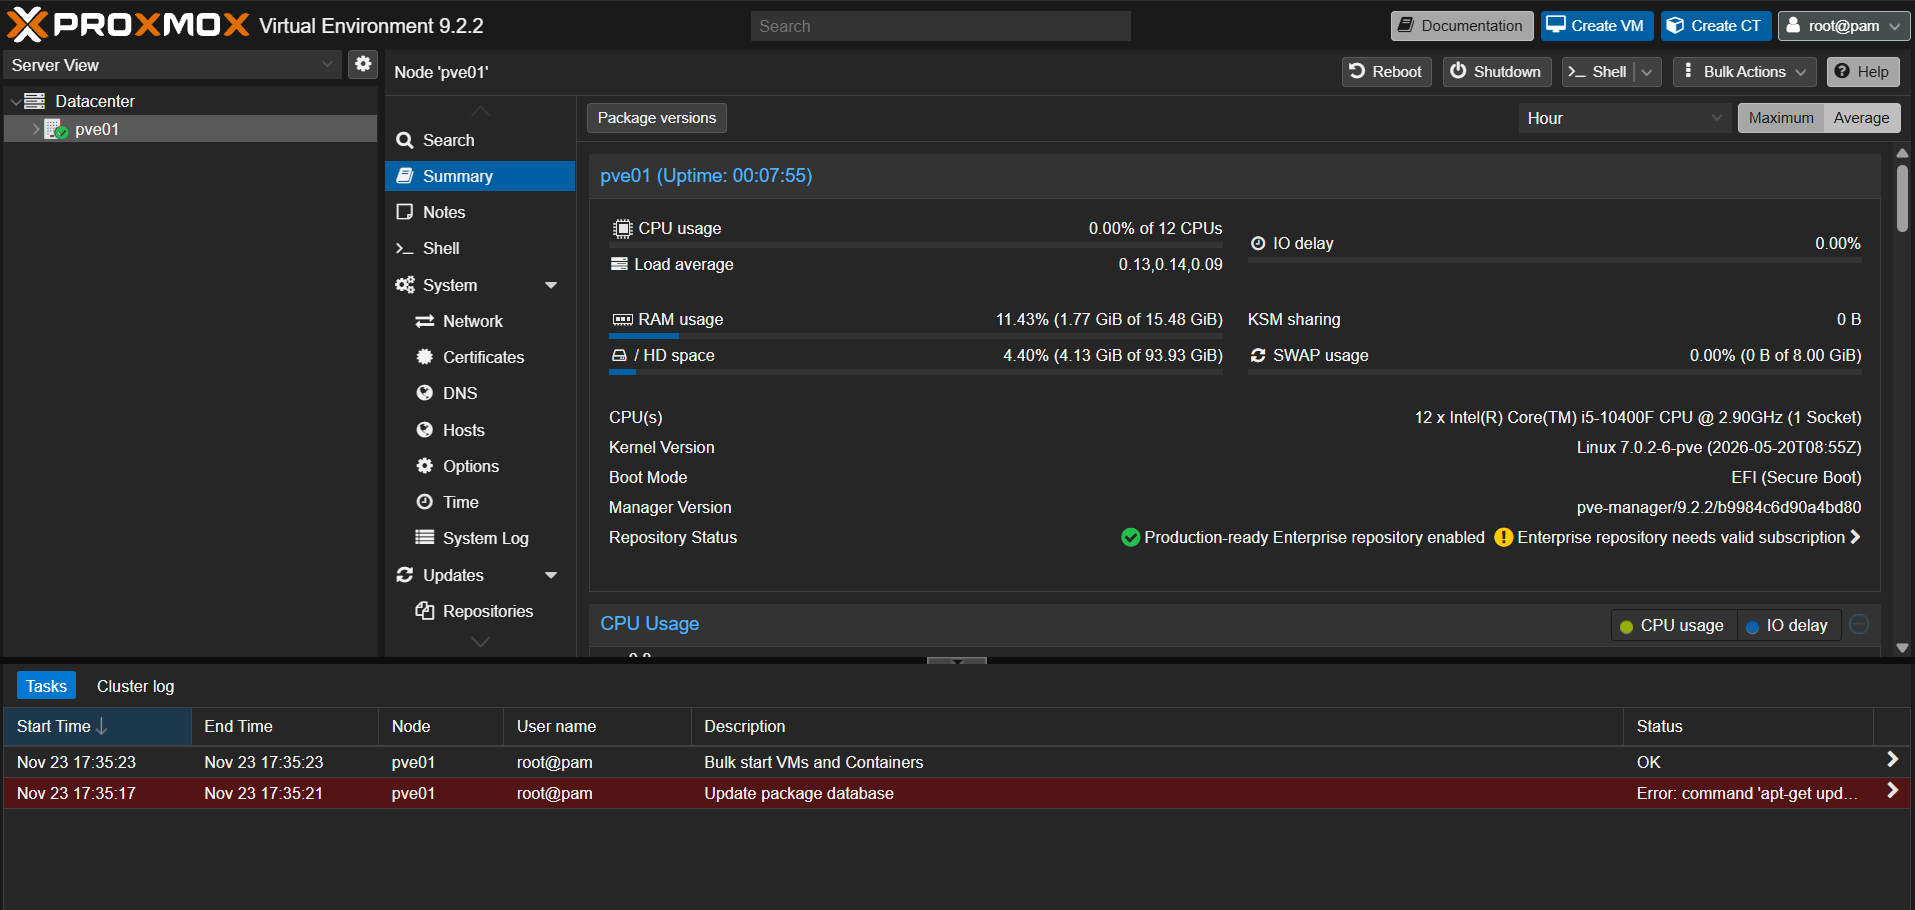 PROXMOX Virtual Environment 9.2.2
Search
Documentation
Create VM
Create CT
root@pam
Server View
Node 'pve01'
Reboot
Shutdown
Shell
Bulk Actions
Help
Datacenter
pve01
Search
Summary
Notes
Shell
System
Network
Certificates
DNS
Hosts
Options
Time
System Log
Updates
Repositories
Package versions
Hour
Maximum
Average
pve01 (Uptime: 00:07:55)
CPU usage 0.00% of 12 CPUs
IO delay 0.00%
Load average 0.13,0.14,0.09
RAM usage 11.43% (1.77 GiB of 15.48 GiB)
KSM sharing 0 B
/ HD space 4.40% (4.13 GiB of 93.93 GiB)
SWAP usage 0.00% (0 B of 8.00 GiB)
CPU(s) 12 x Intel(R) Core(TM) i5-10400F CPU @ 2.90GHz (1 Socket)
Kernel Version Linux 7.0.2-6-pve (2026-05-20T08:55Z)
Boot Mode EFI (Secure Boot)
Manager Version pve-manager/9.2.2/b9984c6d90a4bd80
Repository Status Production-ready Enterprise repository enabled Enterprise repository needs valid subscription
CPU Usage
CPU usage
IO delay
Tasks
Cluster log
Start Time End Time Node User name Description Status
Nov 23 17:35:23 Nov 23 17:35:23 pve01 root@pam Bulk start VMs and Containers OK
Nov 23 17:35:17 Nov 23 17:35:21 pve01 root@pam Update package database Error: command 'apt-get upd...